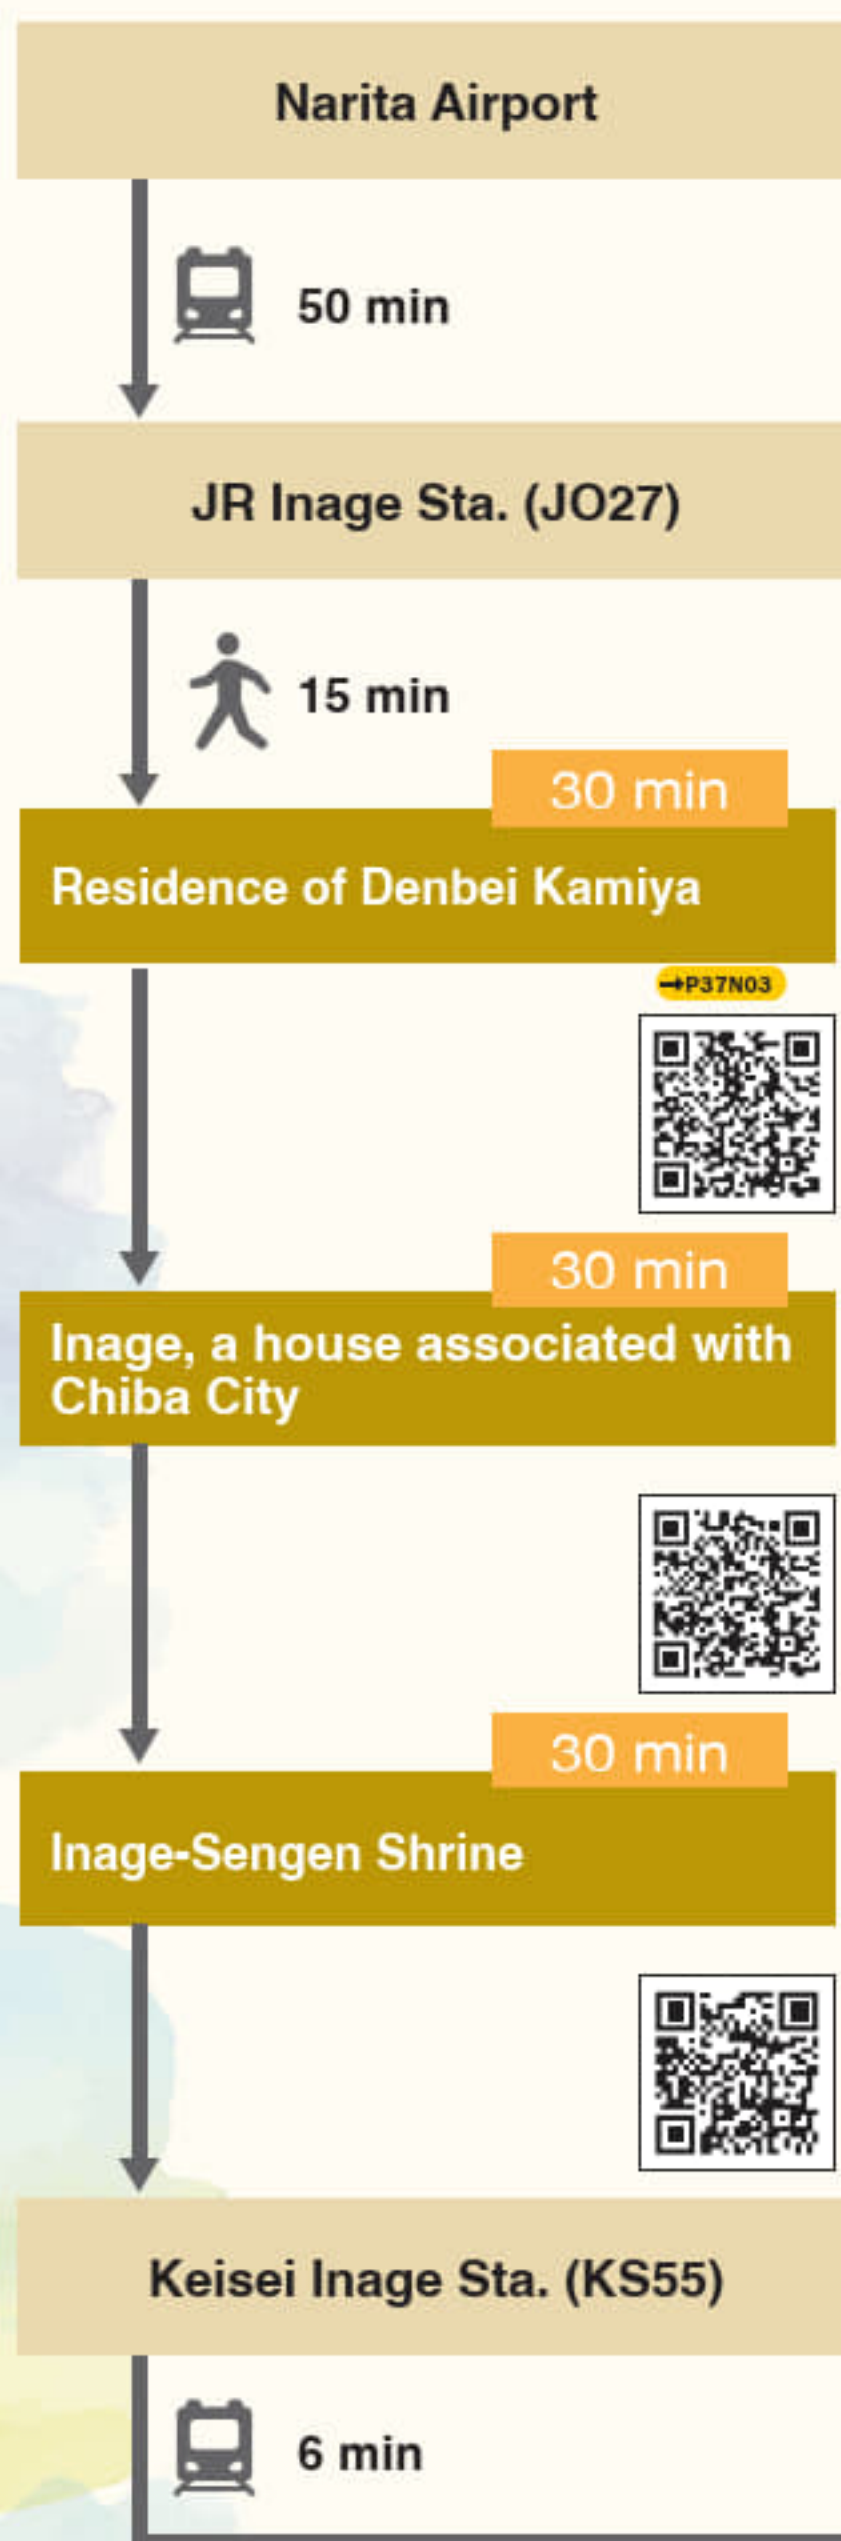 Narita Airport
50 min
JR Inage Sta. (JO27)
15 min
30 min
Residence of Denbei Kamiya
→P37N03
30 min
Inage, a house associated with
Chiba City
30 min
Inage-Sengen Shrine
Keisei Inage Sta. (KS55)
6 min